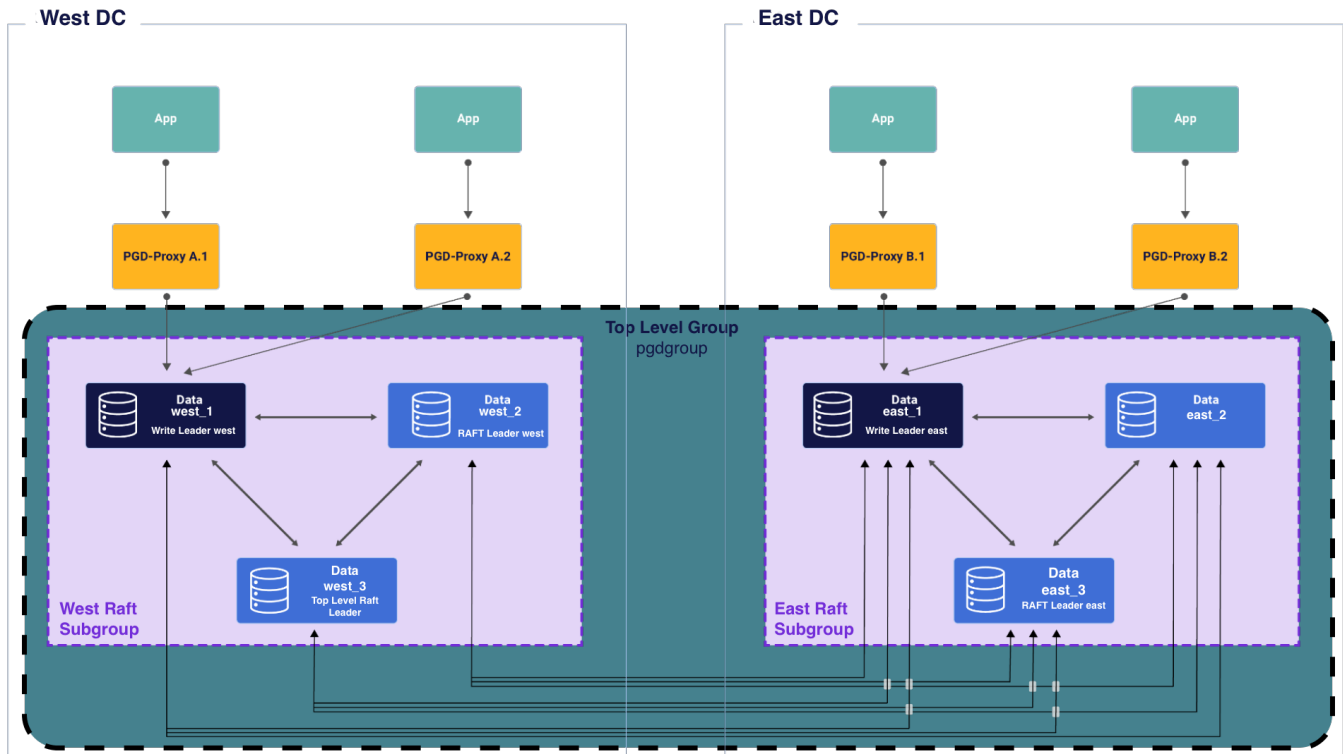 West DC
East DC
App
App
App
App
PGD-Proxy A.1
PGD-Proxy A.2
PGD-Proxy B.1
PGD-Proxy B.2
Top Level Group
pgdgroup
Data
west_1
Write Leader west
Data
west_2
RAFT Leader west
Data
east_1
Write Leader east
Data
east_2
Data
west_3
Top Level Raft
Leader
Data
east_3
RAFT Leader east
West Raft
Subgroup
East Raft
Subgroup